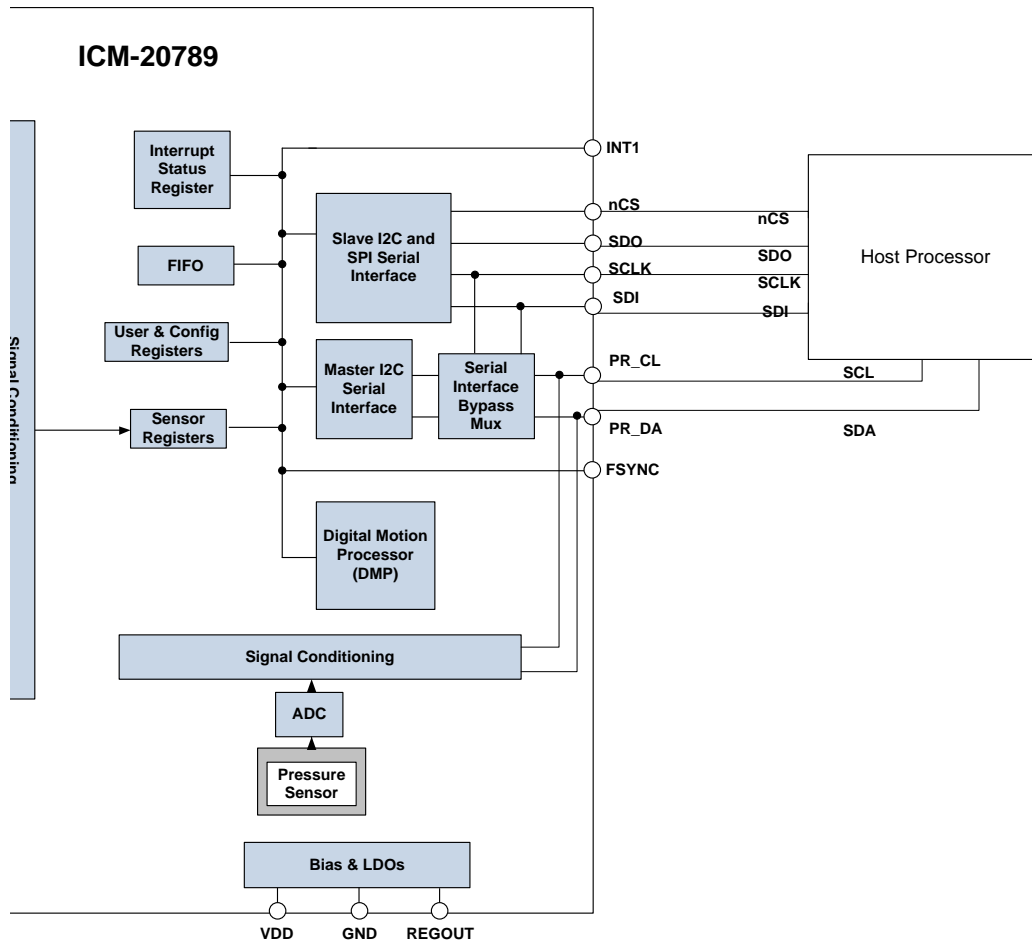 ICM-20789
Interrupt
Status
Register
FIFO
User & Config
Registers
Sensor
Registers
Signal Conditioning
Slave I2C and
SPI Serial
Interface
Master I2C
Serial
Interface
Serial
Interface
Bypass
Mux
Digital Motion
Processor
(DMP)
INT1
nCS
SDO
SCLK
SDI
PR_CL
PR_DA
FSYNC
nCS
SDO
SCLK
SDI
SCL
SDA
Host Processor
Signal Conditioning
ADC
Pressure
Sensor
Bias & LDOs
VDD
GND
REGOUT